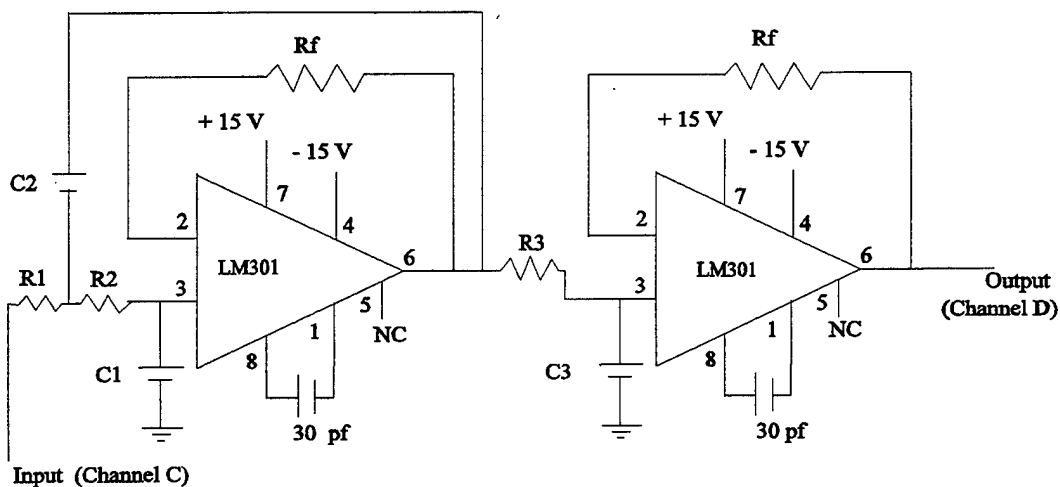 Rf
Rf
+ 15 V
- 15 V
+ 15 V
- 15 V
C2
7
4
7
4
2
LM301
6
R3
2
LM301
6
R1
R2
3
5
NC
3
5
NC
Output
(Channel D)
1
8
1
8
C1
C3
30 pf
30 pf
Input (Channel C)